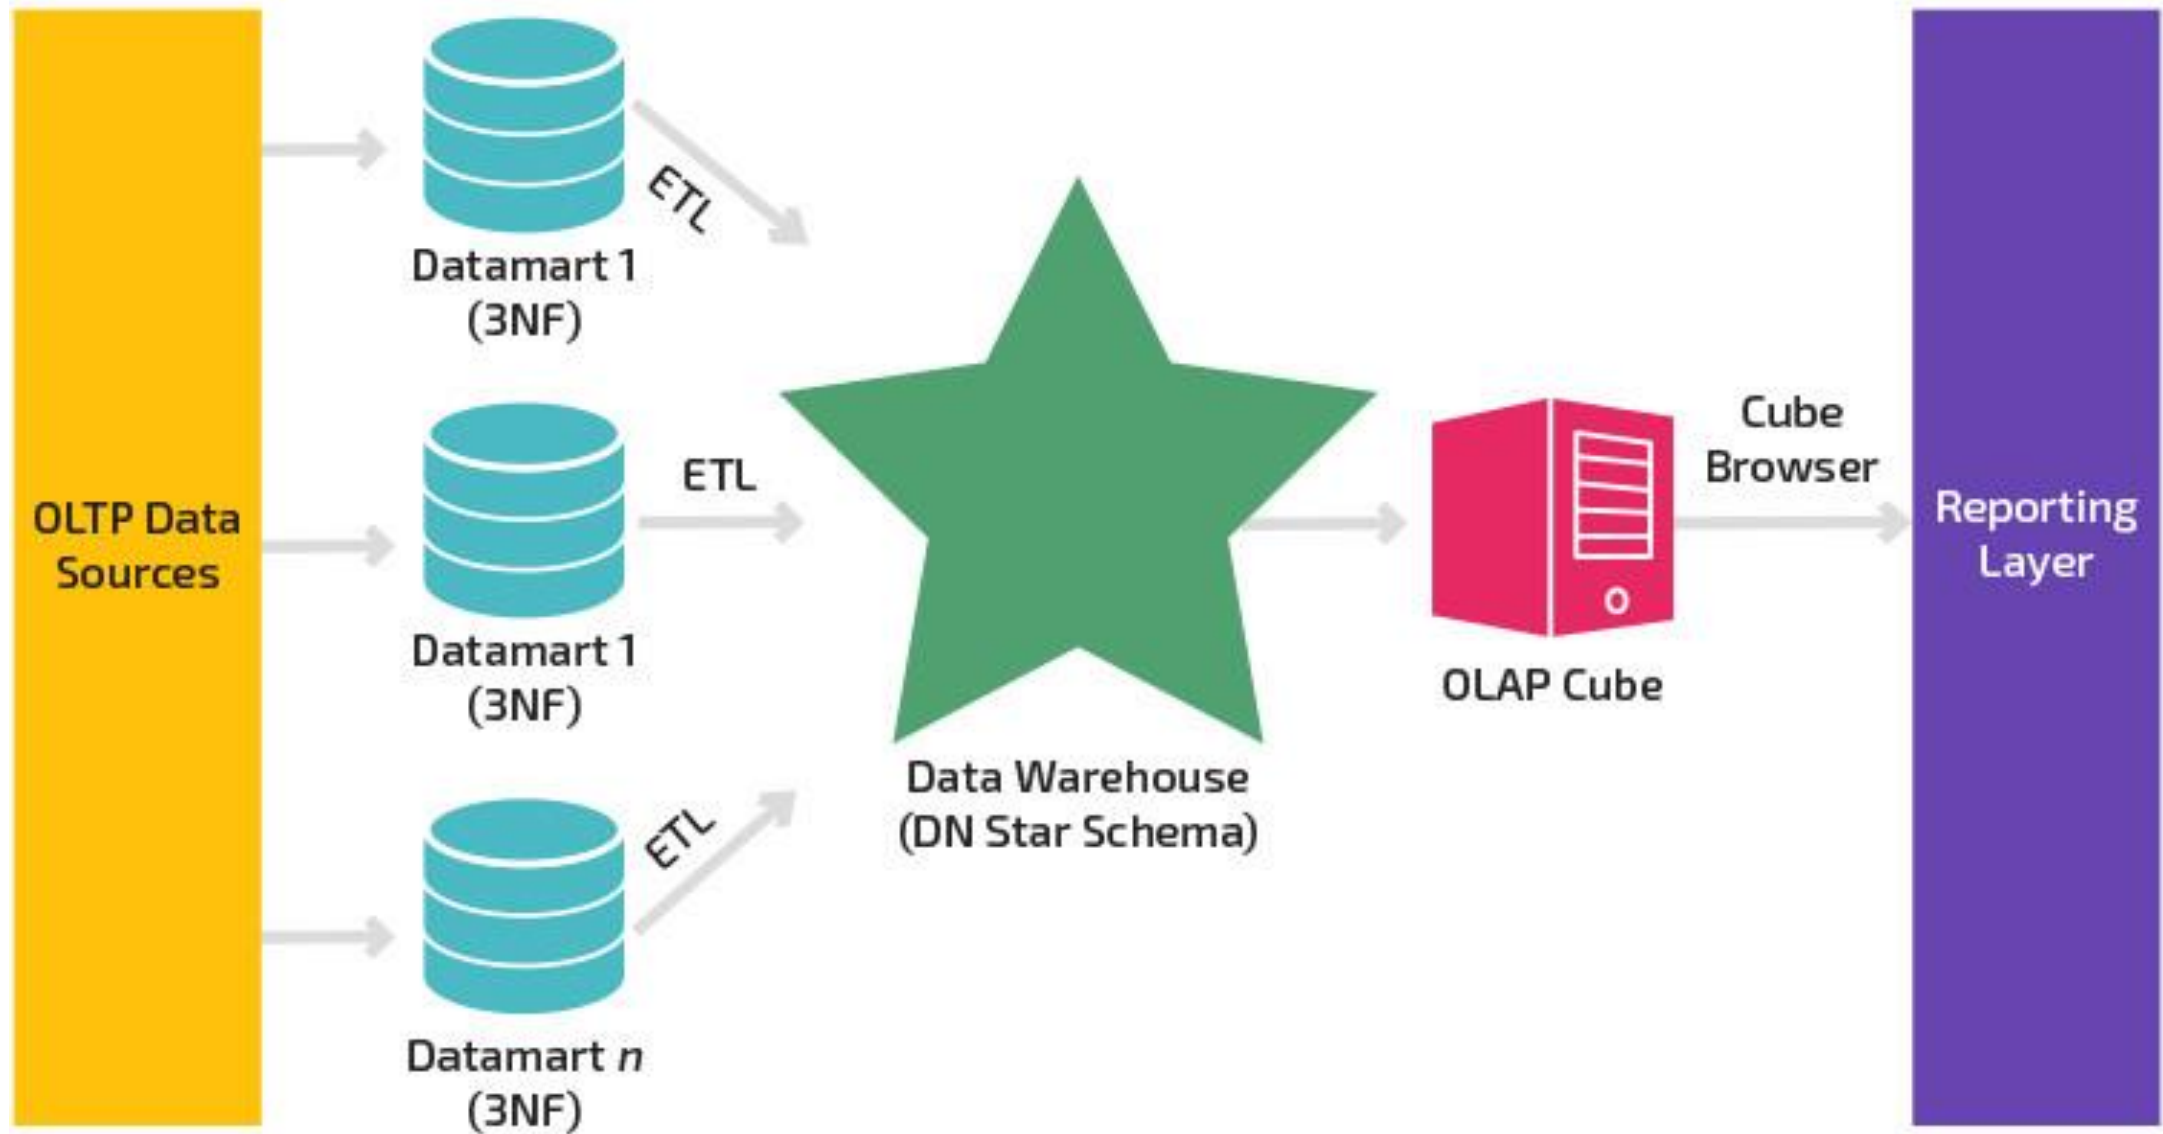 OLTP Data
Sources
Datamart 1
(3NF)
ETL
Datamart 1
(3NF)
ETL
Datamart n
(3NF)
ETL
Data Warehouse
(DN Star Schema)
OLAP Cube
Cube
Browser
Reporting
Layer